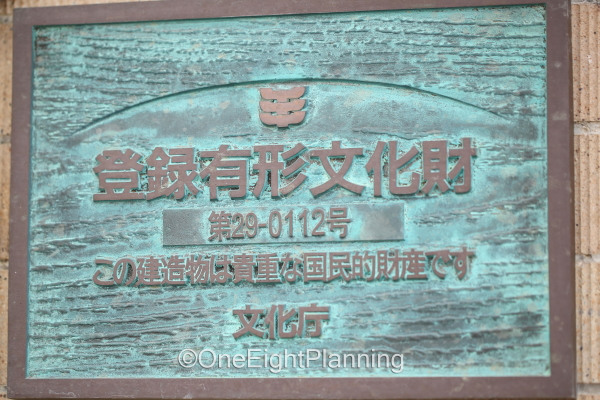 登録有形文化財
第29-0112号
この建造物は貴重な国民的財産です
文化庁
©OneEightPlanning